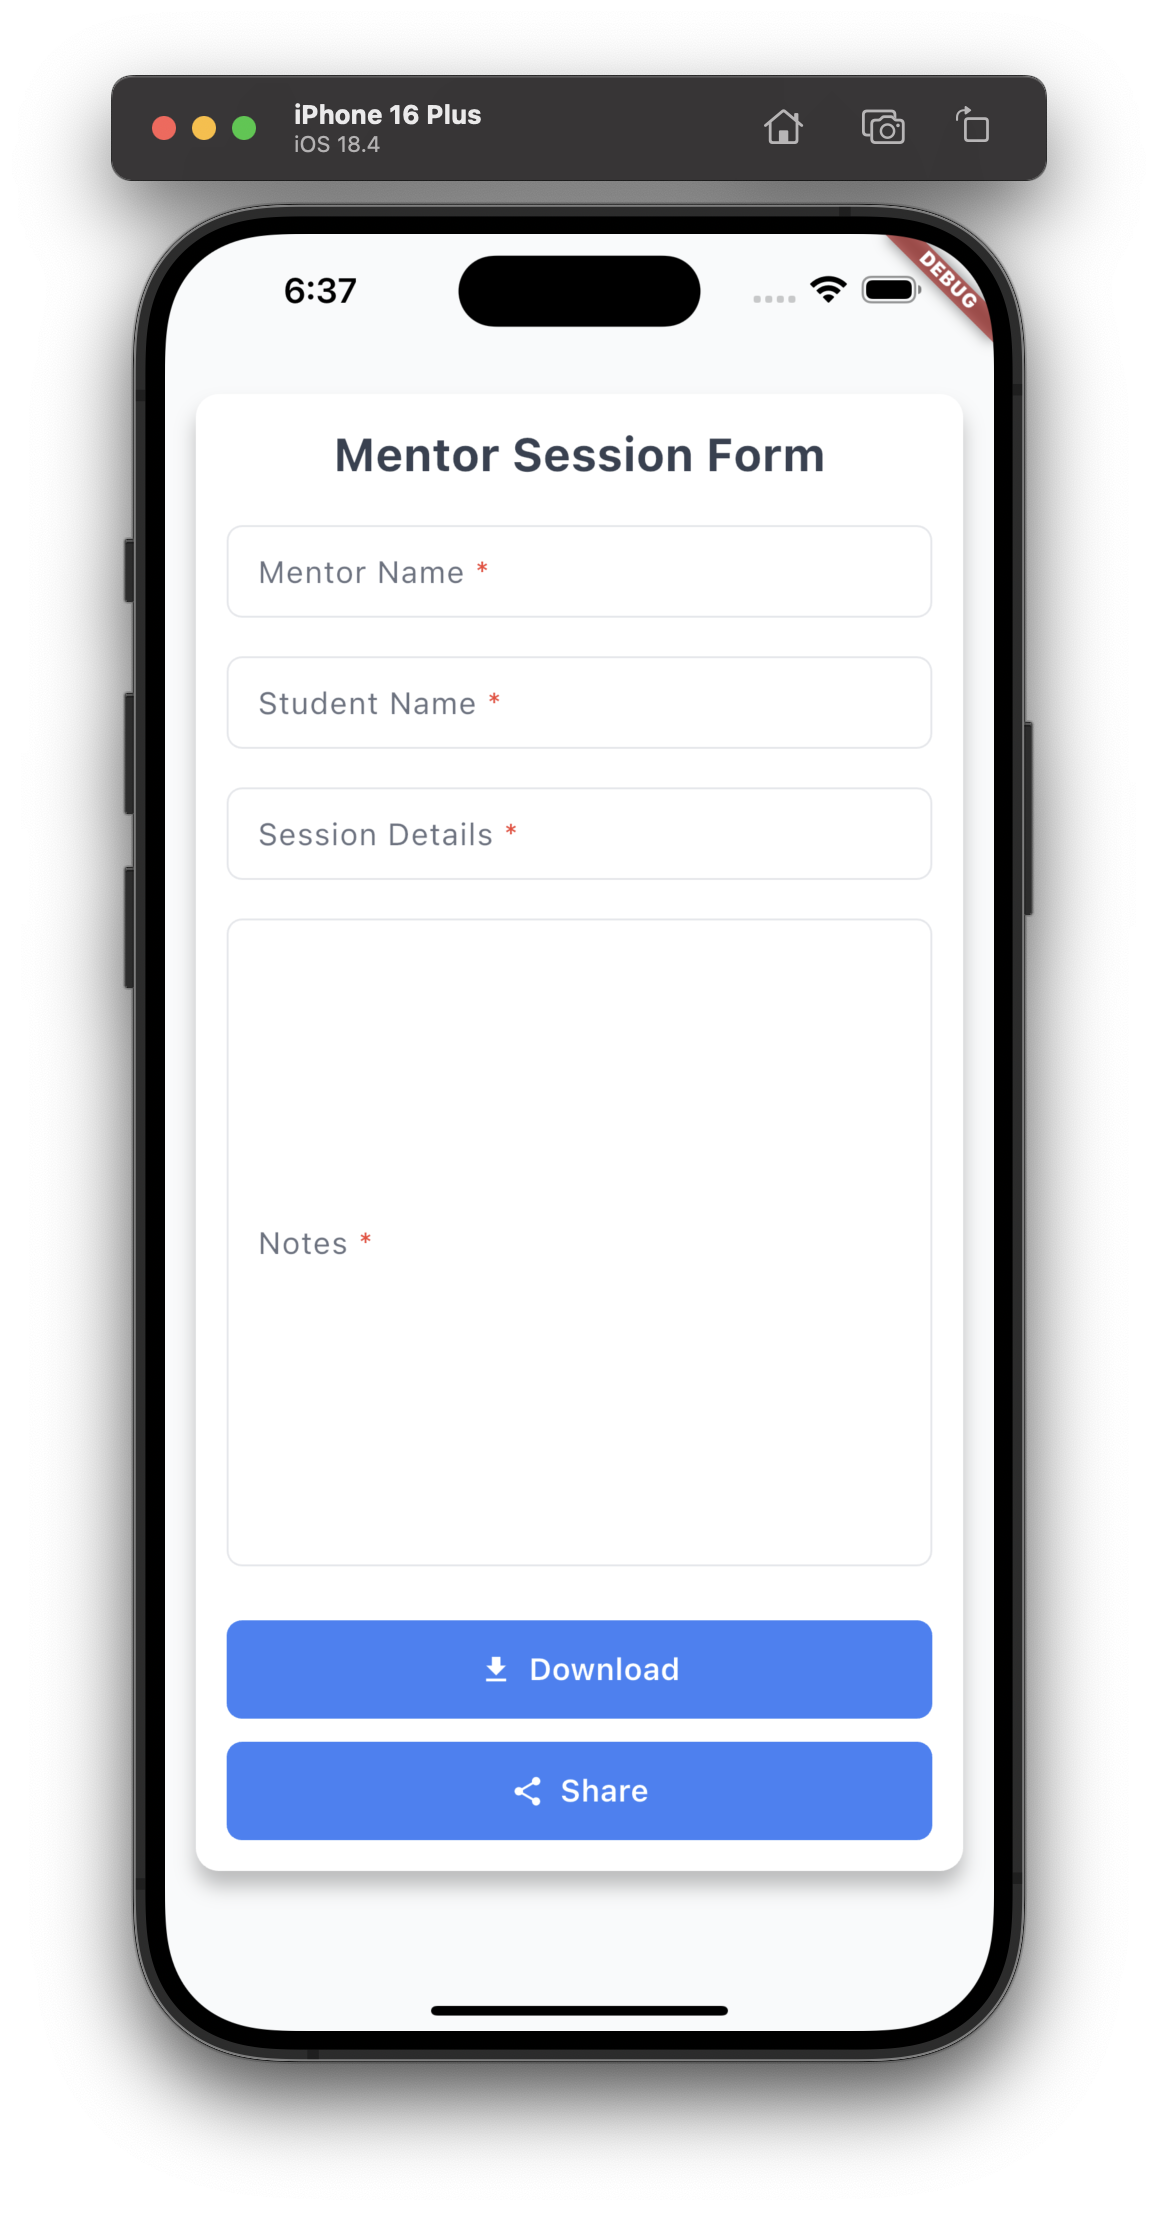 iPhone 16 Plus
iOS 18.4
6:37
DEBUG
Mentor Session Form
Mentor Name *
Student Name *
Session Details *
Notes *
Download
Share